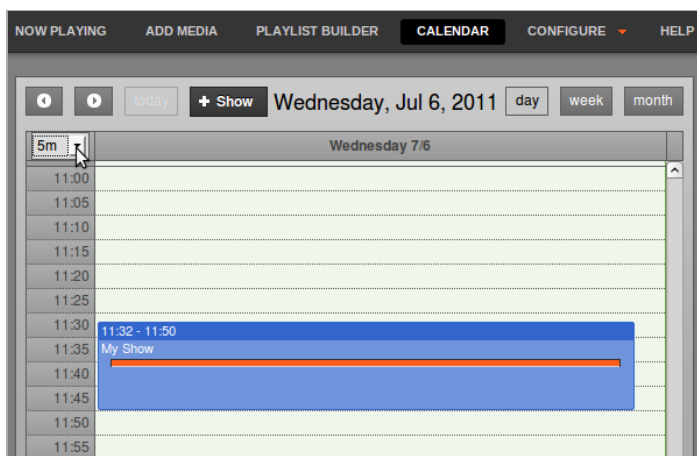 NOW PLAYING ADD MEDIA PLAYLIST BUILDER CALENDAR CONFIGURE HELP
today + Show Wednesday, Jul 6, 2011 day week month
5m Wednesday 7/6
11:00
11:05
11:10
11:15
11:20
11:25
11:30
11:32 - 11:50
11:35 My Show
11:40
11:45
11:50
11:55